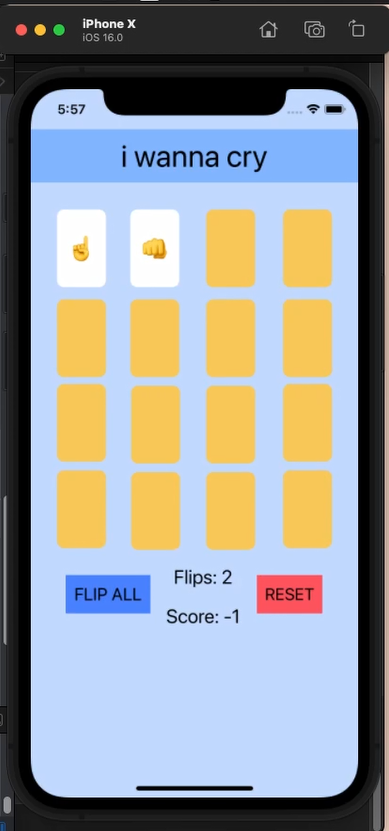 iPhone X
iOS 16.0
5:57
i wanna cry
Flips: 2
FLIP ALL
RESET
Score: -1